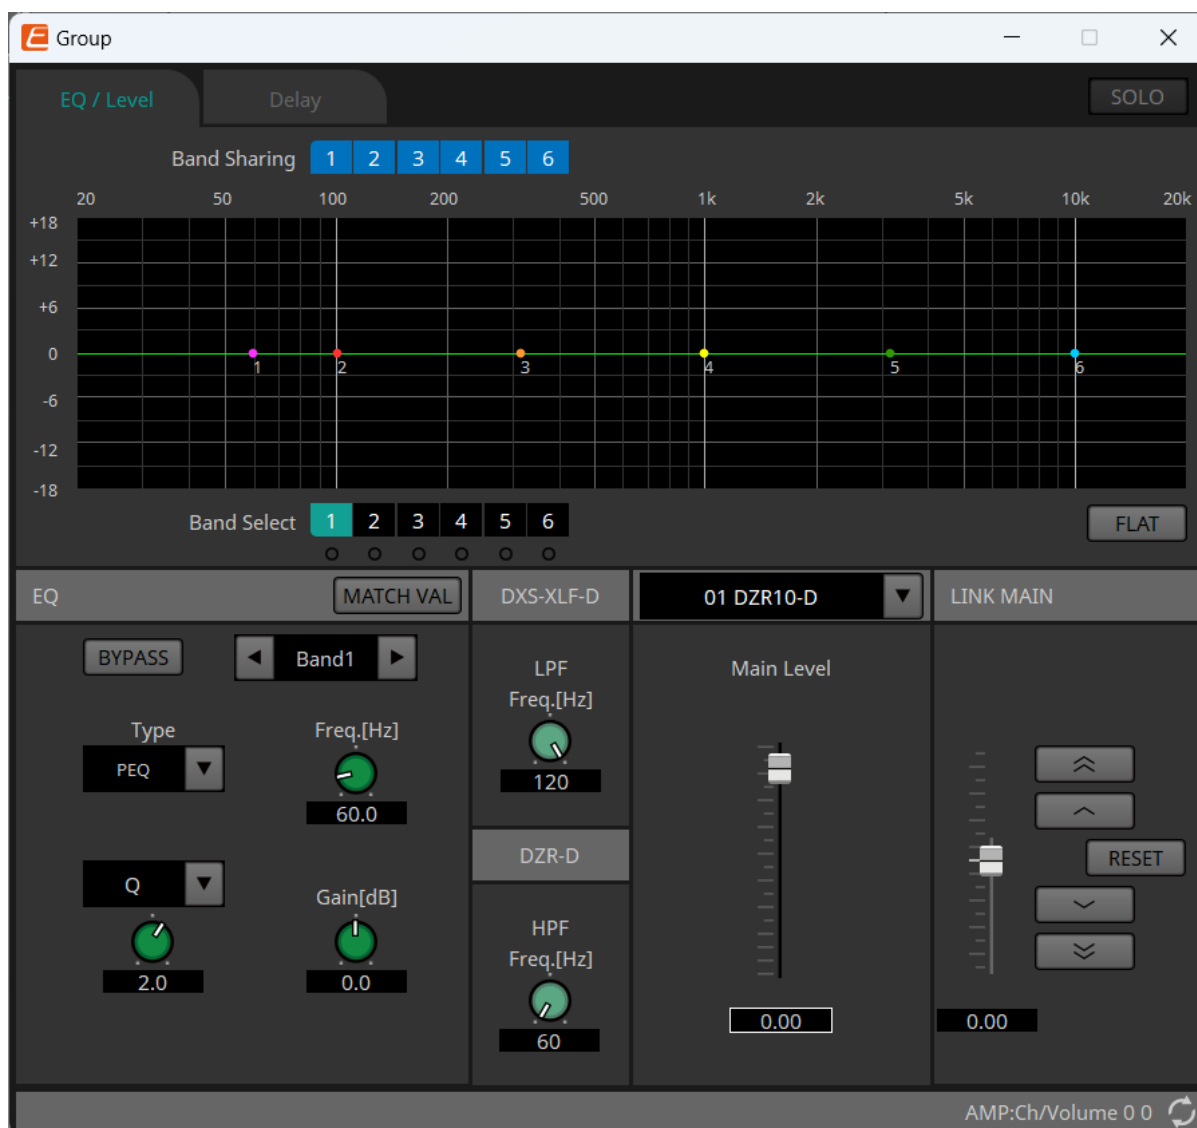 Group
EQ / Level Delay SOLO
Band Sharing 1 2 3 4 5 6
20 50 100 200 500 1k 2k 5k 10k 20k
+18
+12
+6
0
-6
-12
-18
1 2 3 4 5 6
Band Select 1 2 3 4 5 6 FLAT
EQ MATCH VAL DXS-XLF-D 01 DZR10-D LINK MAIN
BYPASS Band1
LPF
Freq.[Hz]
120
Main Level
Type Freq.[Hz]
PEQ
60.0
DZR-D
RESET
Q
Gain[dB]
2.0 0.0
HPF
Freq.[Hz]
60
0.00 0.00
AMP:Ch/Volume 0 0